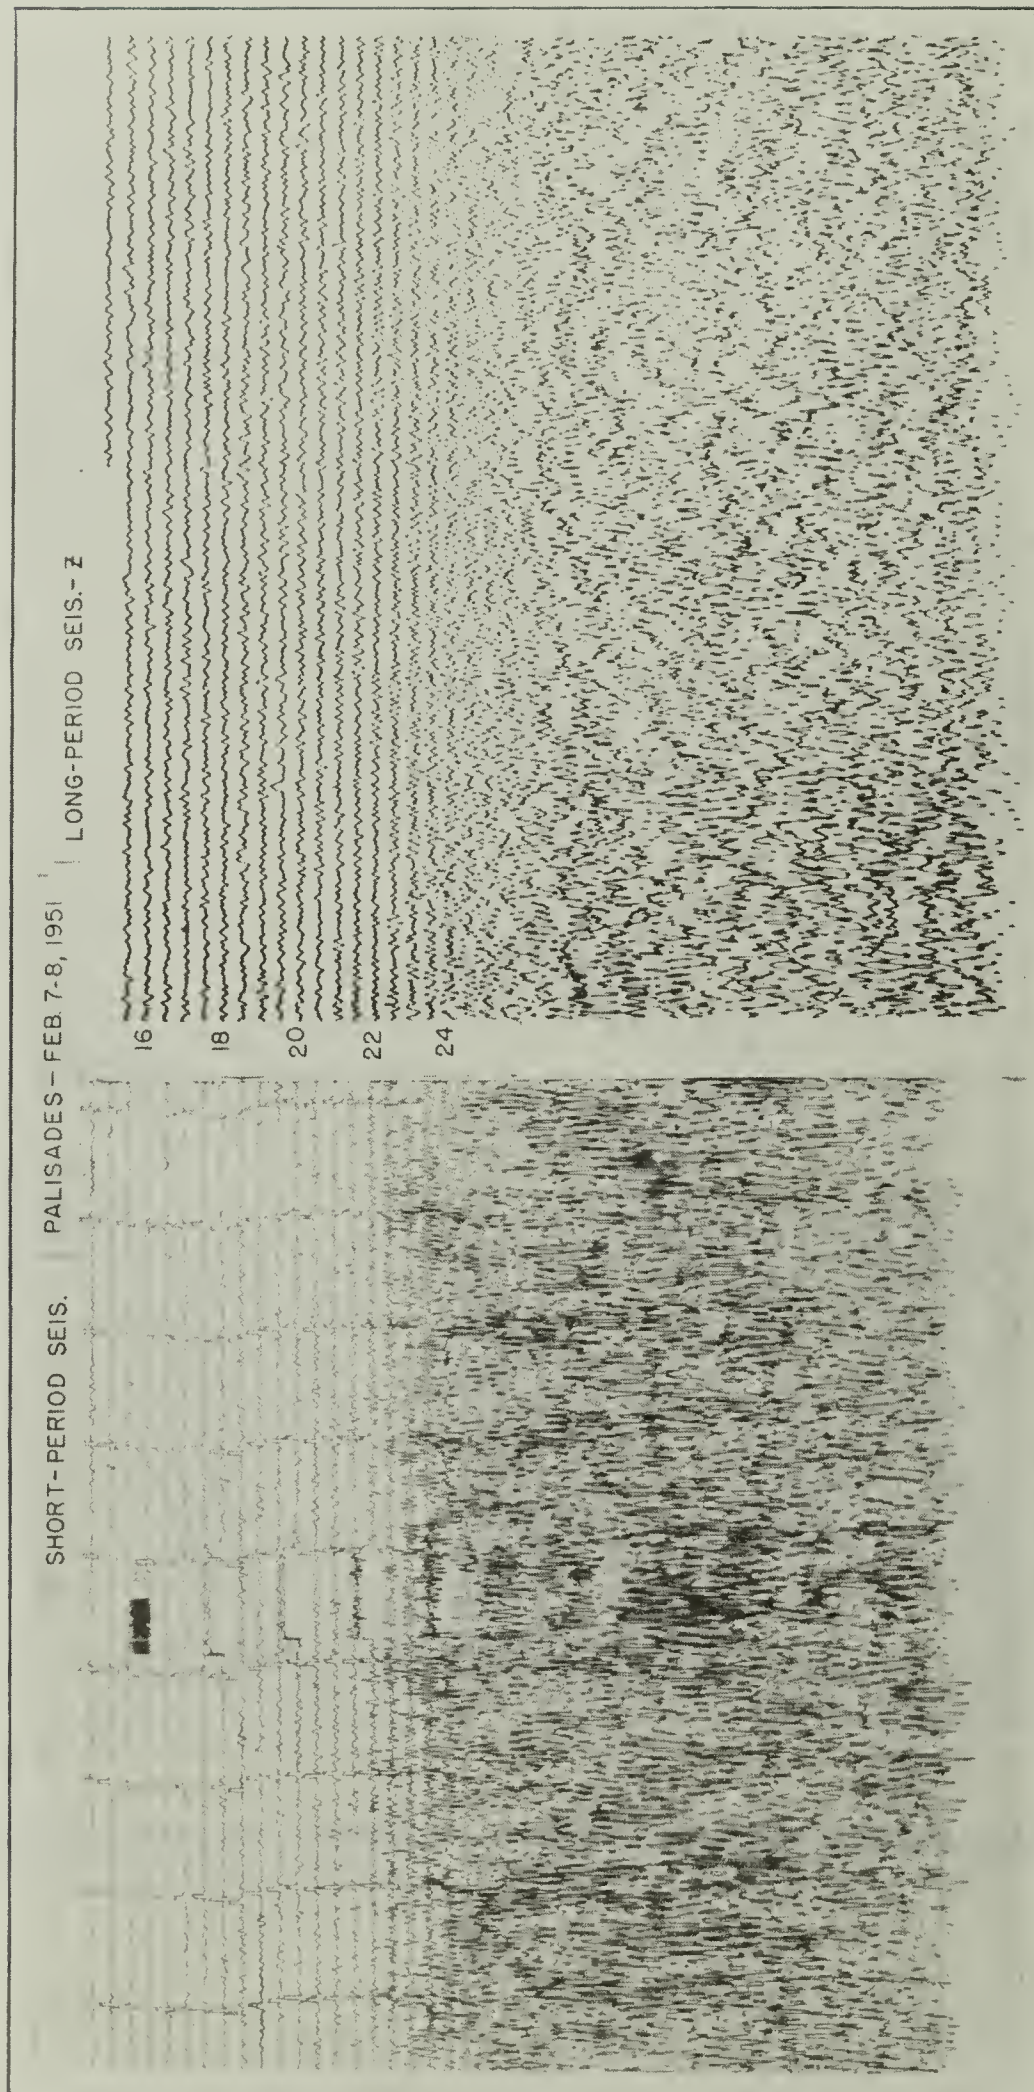 SHORT-PERIOD SEIS.
PALISADES – FEB. 7-8, 1951
LONG-PERIOD SEIS. – Z
16
18
20
22
24